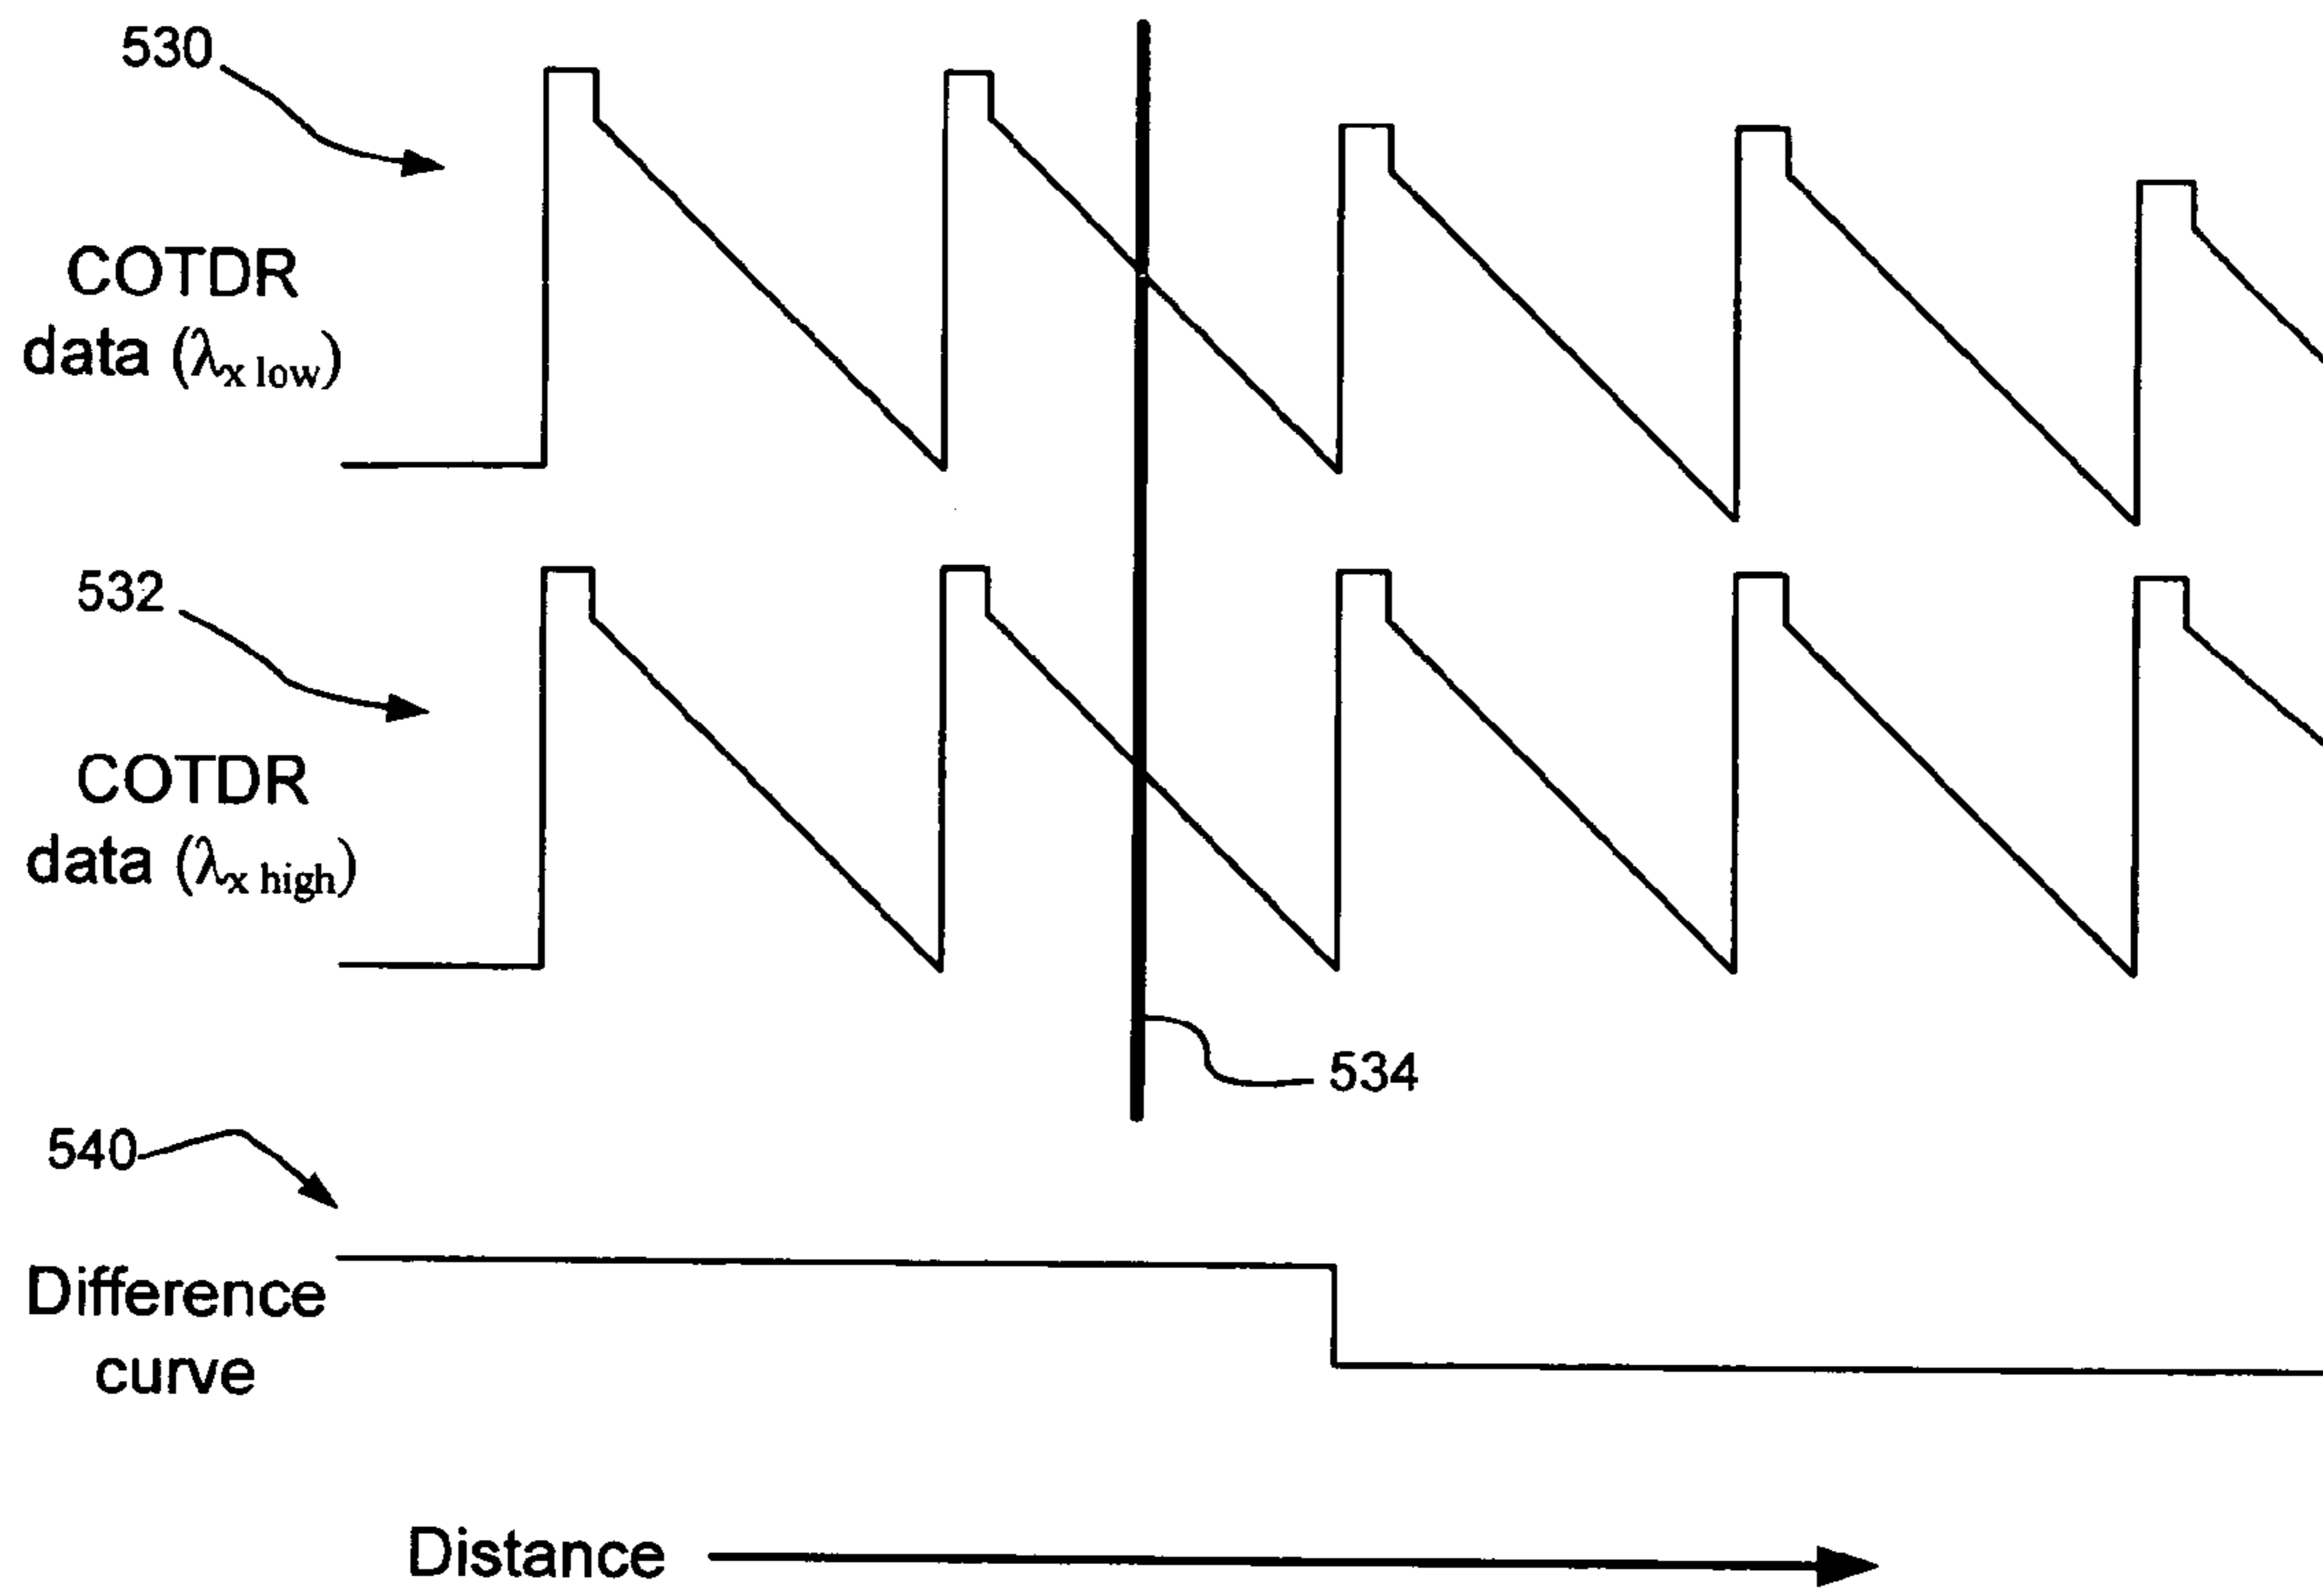 530
COTDR
data (λx low)
532
COTDR
data (λx high)
534
540
Difference
curve
Distance